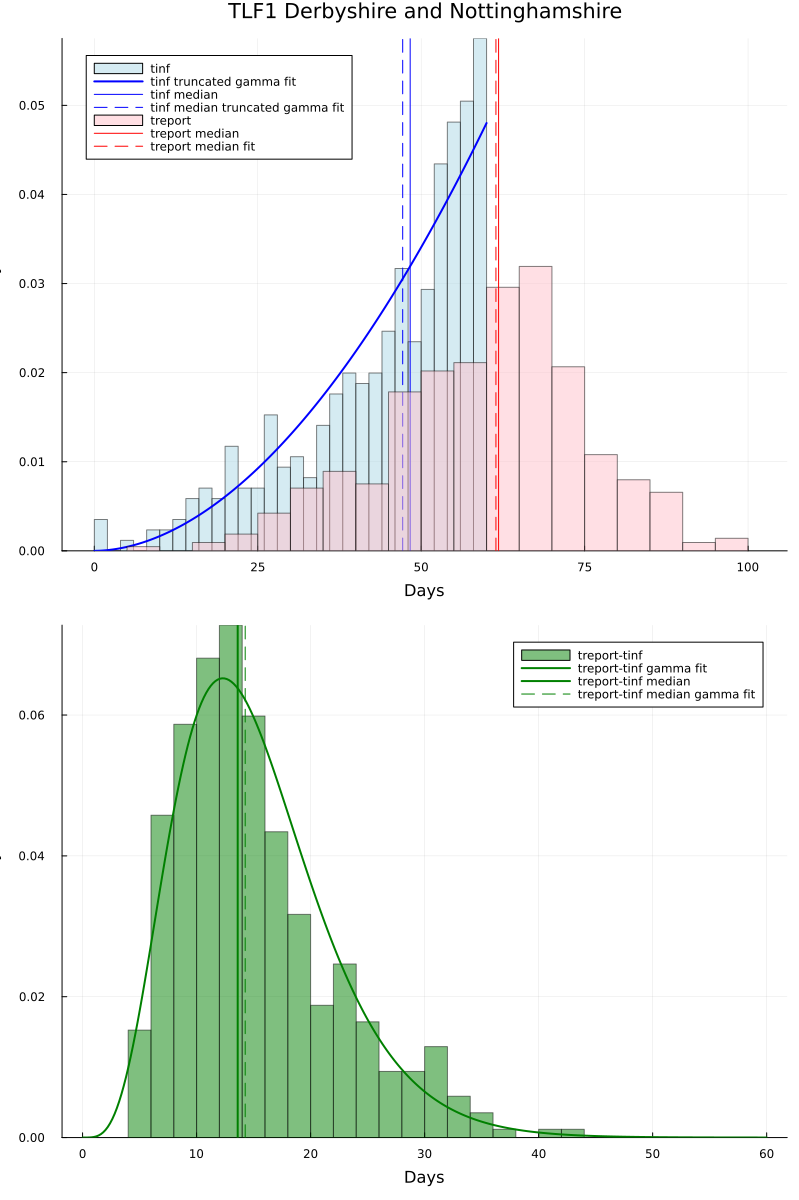 TLF1 Derbyshire and Nottinghamshire
tinf
tinf truncated gamma fit
tinf median
tinf median truncated gamma fit
treport
treport median
treport median fit
0.05
0.04
0.03
0.02
0.01
0.00
0 25 50 75 100
Days
treport-tinf
treport-tinf gamma fit
treport-tinf median
treport-tinf median gamma fit
0.06
0.04
0.02
0.00
0 10 20 30 40 50 60
Days